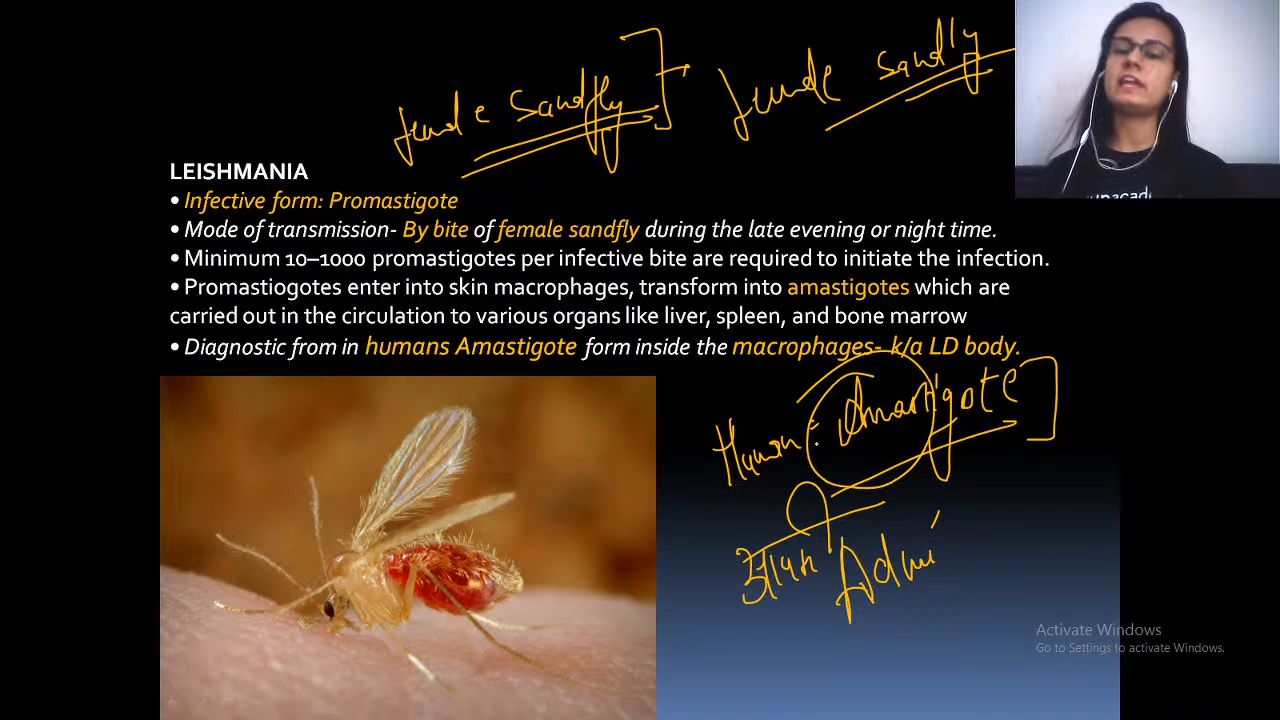 female Sandfly] female sandly
LEISHMANIA
• Infective form: Promastigote
• Mode of transmission- By bite of female sandfly during the late evening or night time.
• Minimum 10–1000 promastigotes per infective bite are required to initiate the infection.
• Promastiogotes enter into skin macrophages, transform into amastigotes which are
carried out in the circulation to various organs like liver, spleen, and bone marrow
• Diagnostic from in humans Amastigote form inside the macrophages- k/a LD body.
Human: Amastigote]
Activate Windows
Go to Settings to activate Windows.